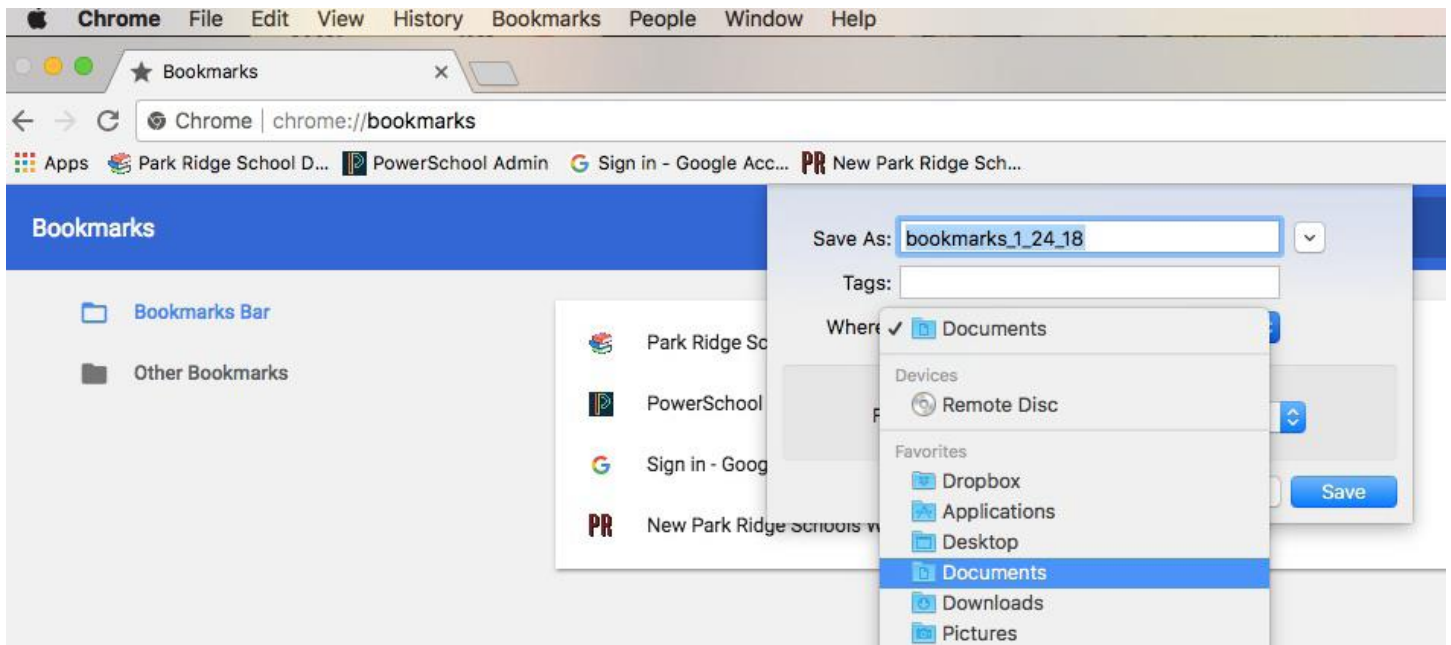 Chrome File Edit View History Bookmarks People Window Help
Bookmarks
Chrome | chrome://bookmarks
Apps Park Ridge School D... PowerSchool Admin Sign in - Google Acc... PR New Park Ridge Sch...
Bookmarks
Save As: bookmarks_1_24_18
Tags:
Where
Documents
Devices
Remote Disc
Favorites
Dropbox
Applications
Desktop
Documents
Downloads
Pictures
Save
Bookmarks Bar
Other Bookmarks
Park Ridge Sc
PowerSchool
Sign in - Goog
PR New Park Ridge Schools W